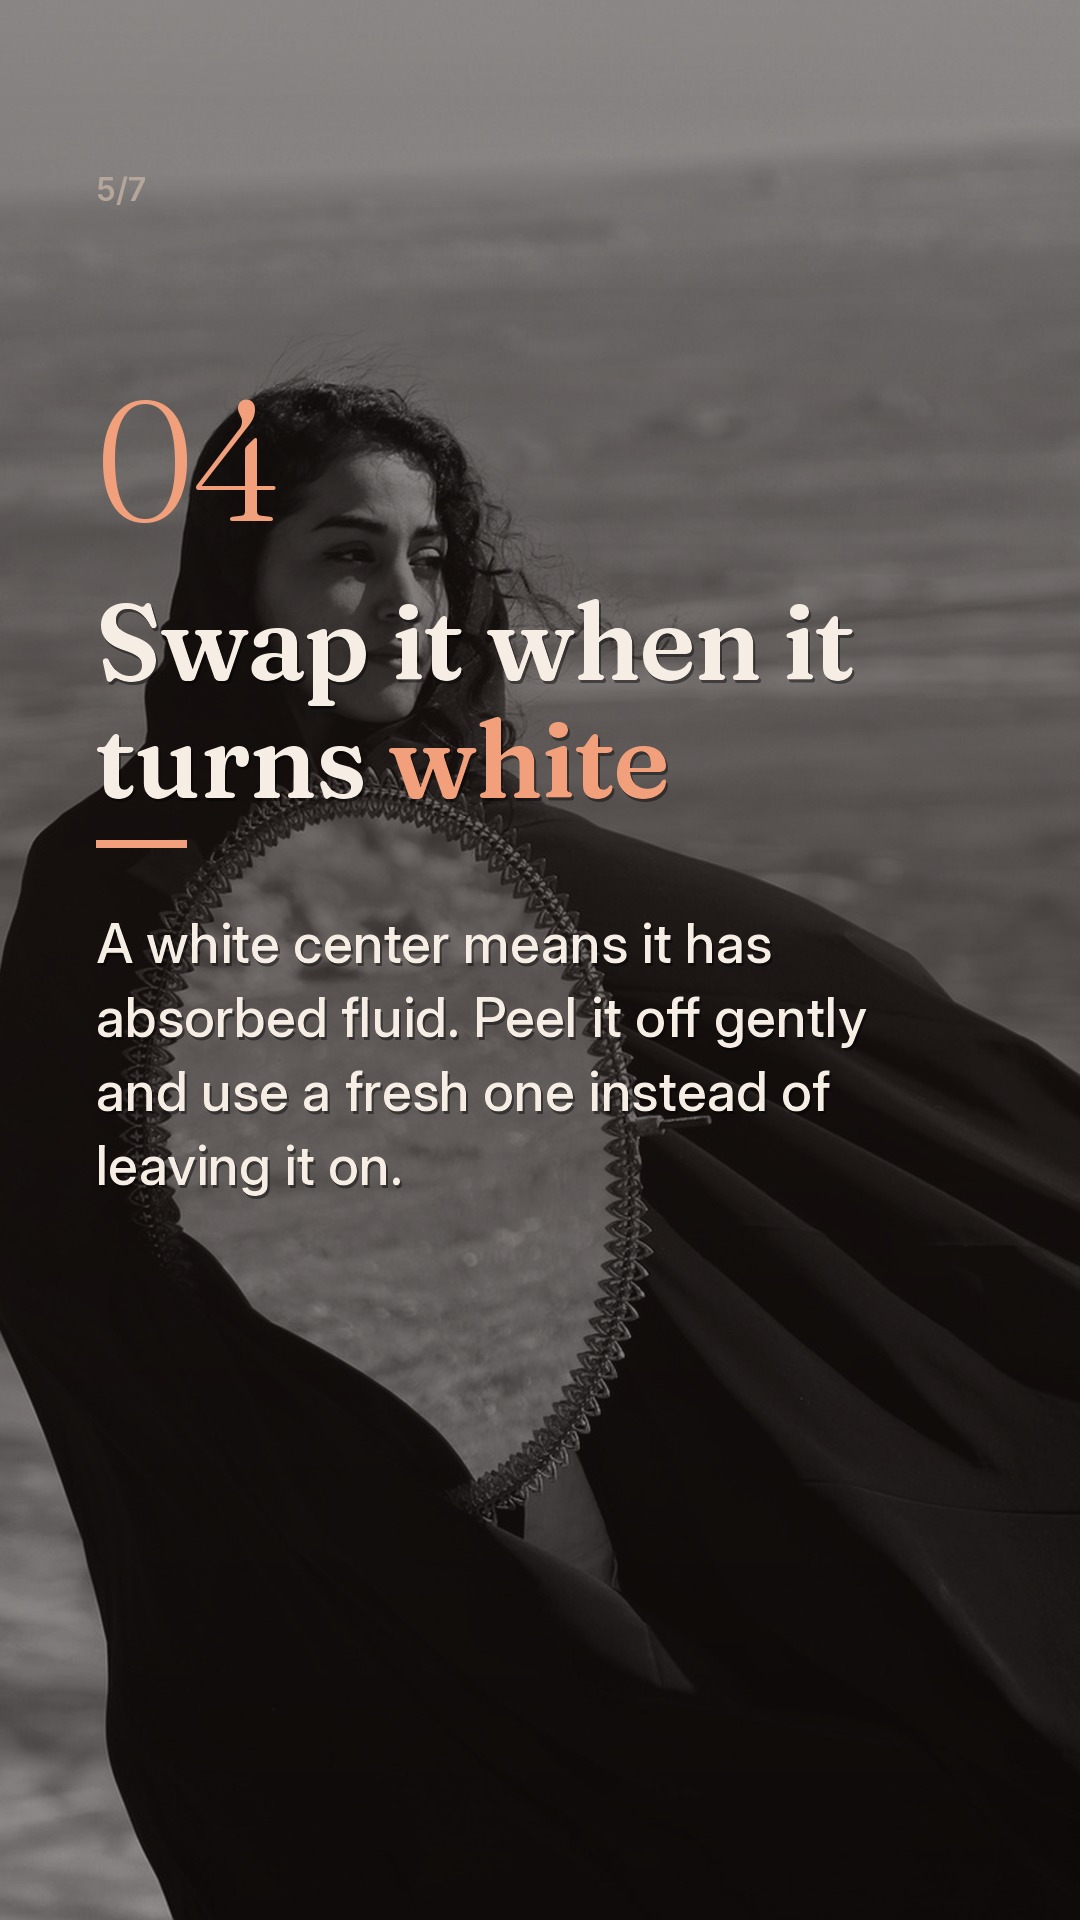 5/7
04
Swap it when it
turns white
A white center means it has
absorbed fluid. Peel it off gently
and use a fresh one instead of
leaving it on.